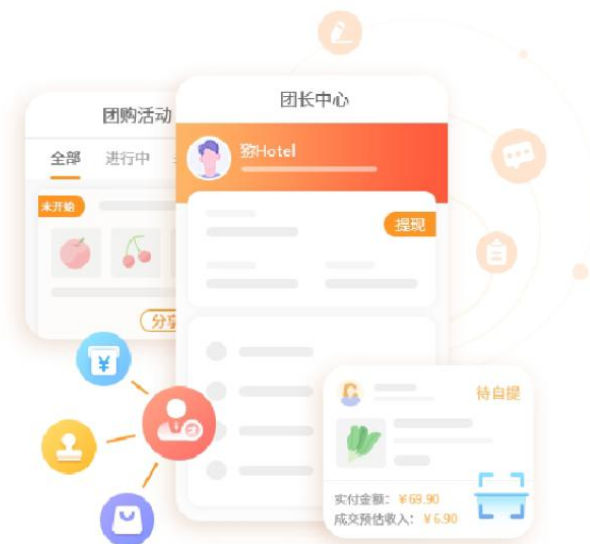 团长中心
团购活动
全部 进行中
Hotel
未开始
提现
分享
待自提
¥
实付金额：¥69.90
成交预估收入：¥6.90